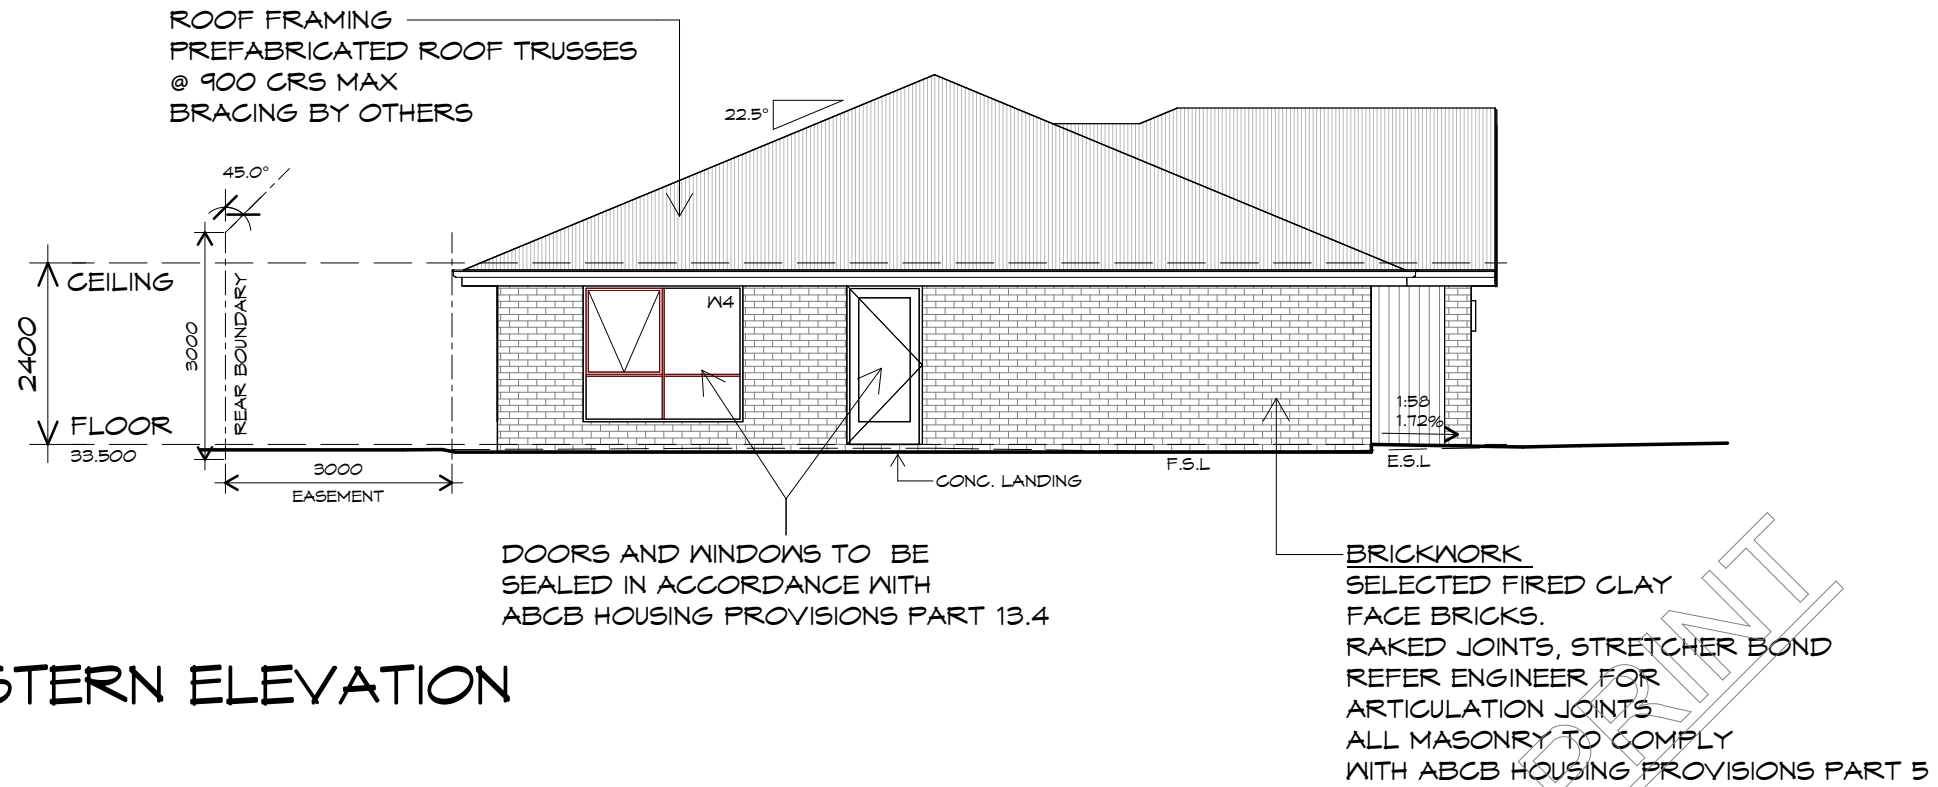 ROOF FRAMING
PREFABRICATED ROOF TRUSSES
@ 900 CRS MAX
BRACING BY OTHERS
22.5°
45.0°
CEILING
2400
3000
REAR BOUNDARY
W4
FLOOR
33.500
1:58
1.72%
3000
EASEMENT
F.S.L
E.S.L
CONC. LANDING
DOORS AND WINDOWS TO BE
SEALED IN ACCORDANCE WITH
ABCB HOUSING PROVISIONS PART 13.4
BRICKWORK
SELECTED FIRED CLAY
FACE BRICKS.
RAKED JOINTS, STRETCHER BOND
REFER ENGINEER FOR
ARTICULATION JOINTS
ALL MASONRY TO COMPLY
WITH ABCB HOUSING PROVISIONS PART 5
STERN ELEVATION
PRINT